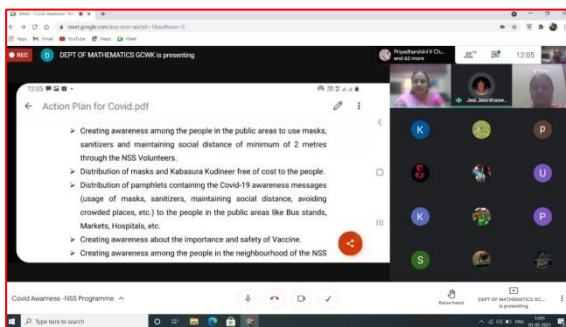 Meet - Covid Awarness - NS
meet.google.com
Apps
Gmail
YouTube
Maps
Meet
REC
D
DEPT OF MATHEMATICS GCWK is presenting
Priyadharshini V Ch...
and 62 more
12:05
12:05
Action Plan for Covid.pdf
➢ Creating awareness among the people in the public areas to use masks,
sanitizers and maintaining social distance of minimum of 2 metres
through the NSS Volunteers.
➢ Distribution of masks and Kabasura Kudineer free of cost to the people.
➢ Distribution of pamphlets containing the Covid-19 awareness messages
(usage of masks, sanitizers, maintaining social distance, avoiding
crowded places, etc.) to the people in the public areas like Bus stands,
Markets, Hospitals, etc.
➢ Creating awareness about the importance and safety of Vaccine.
➢ Creating awareness among the people in the neighbourhood of the NSS
K
P
S
U
K
P
S
Covid Awarness -NSS Programme
Raise hand
DEPT OF MATHEMATICS GC...
is presenting
Type here to search
ENG